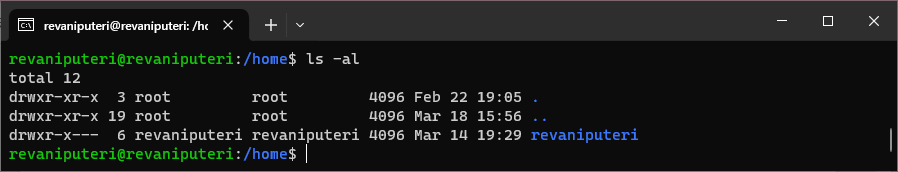 revaniputeri@revaniputeri: /ho
revaniputeri@revaniputeri:/home$ ls -al
total 12
drwxr-xr-x  3 root         root         4096 Feb 22 19:05 .
drwxr-xr-x 19 root         root         4096 Mar 18 15:56 ..
drwxr-x---  6 revaniputeri revaniputeri 4096 Mar 14 19:29 revaniputeri
revaniputeri@revaniputeri:/home$